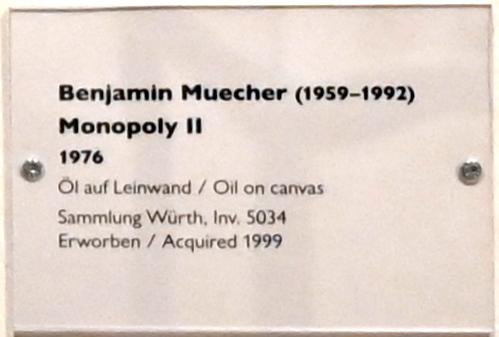 Benjamin Muecher (1959–1992)
Monopoly II
1976
Öl auf Leinwand / Oil on canvas
Sammlung Würth, Inv. 5034
Erworben / Acquired 1999